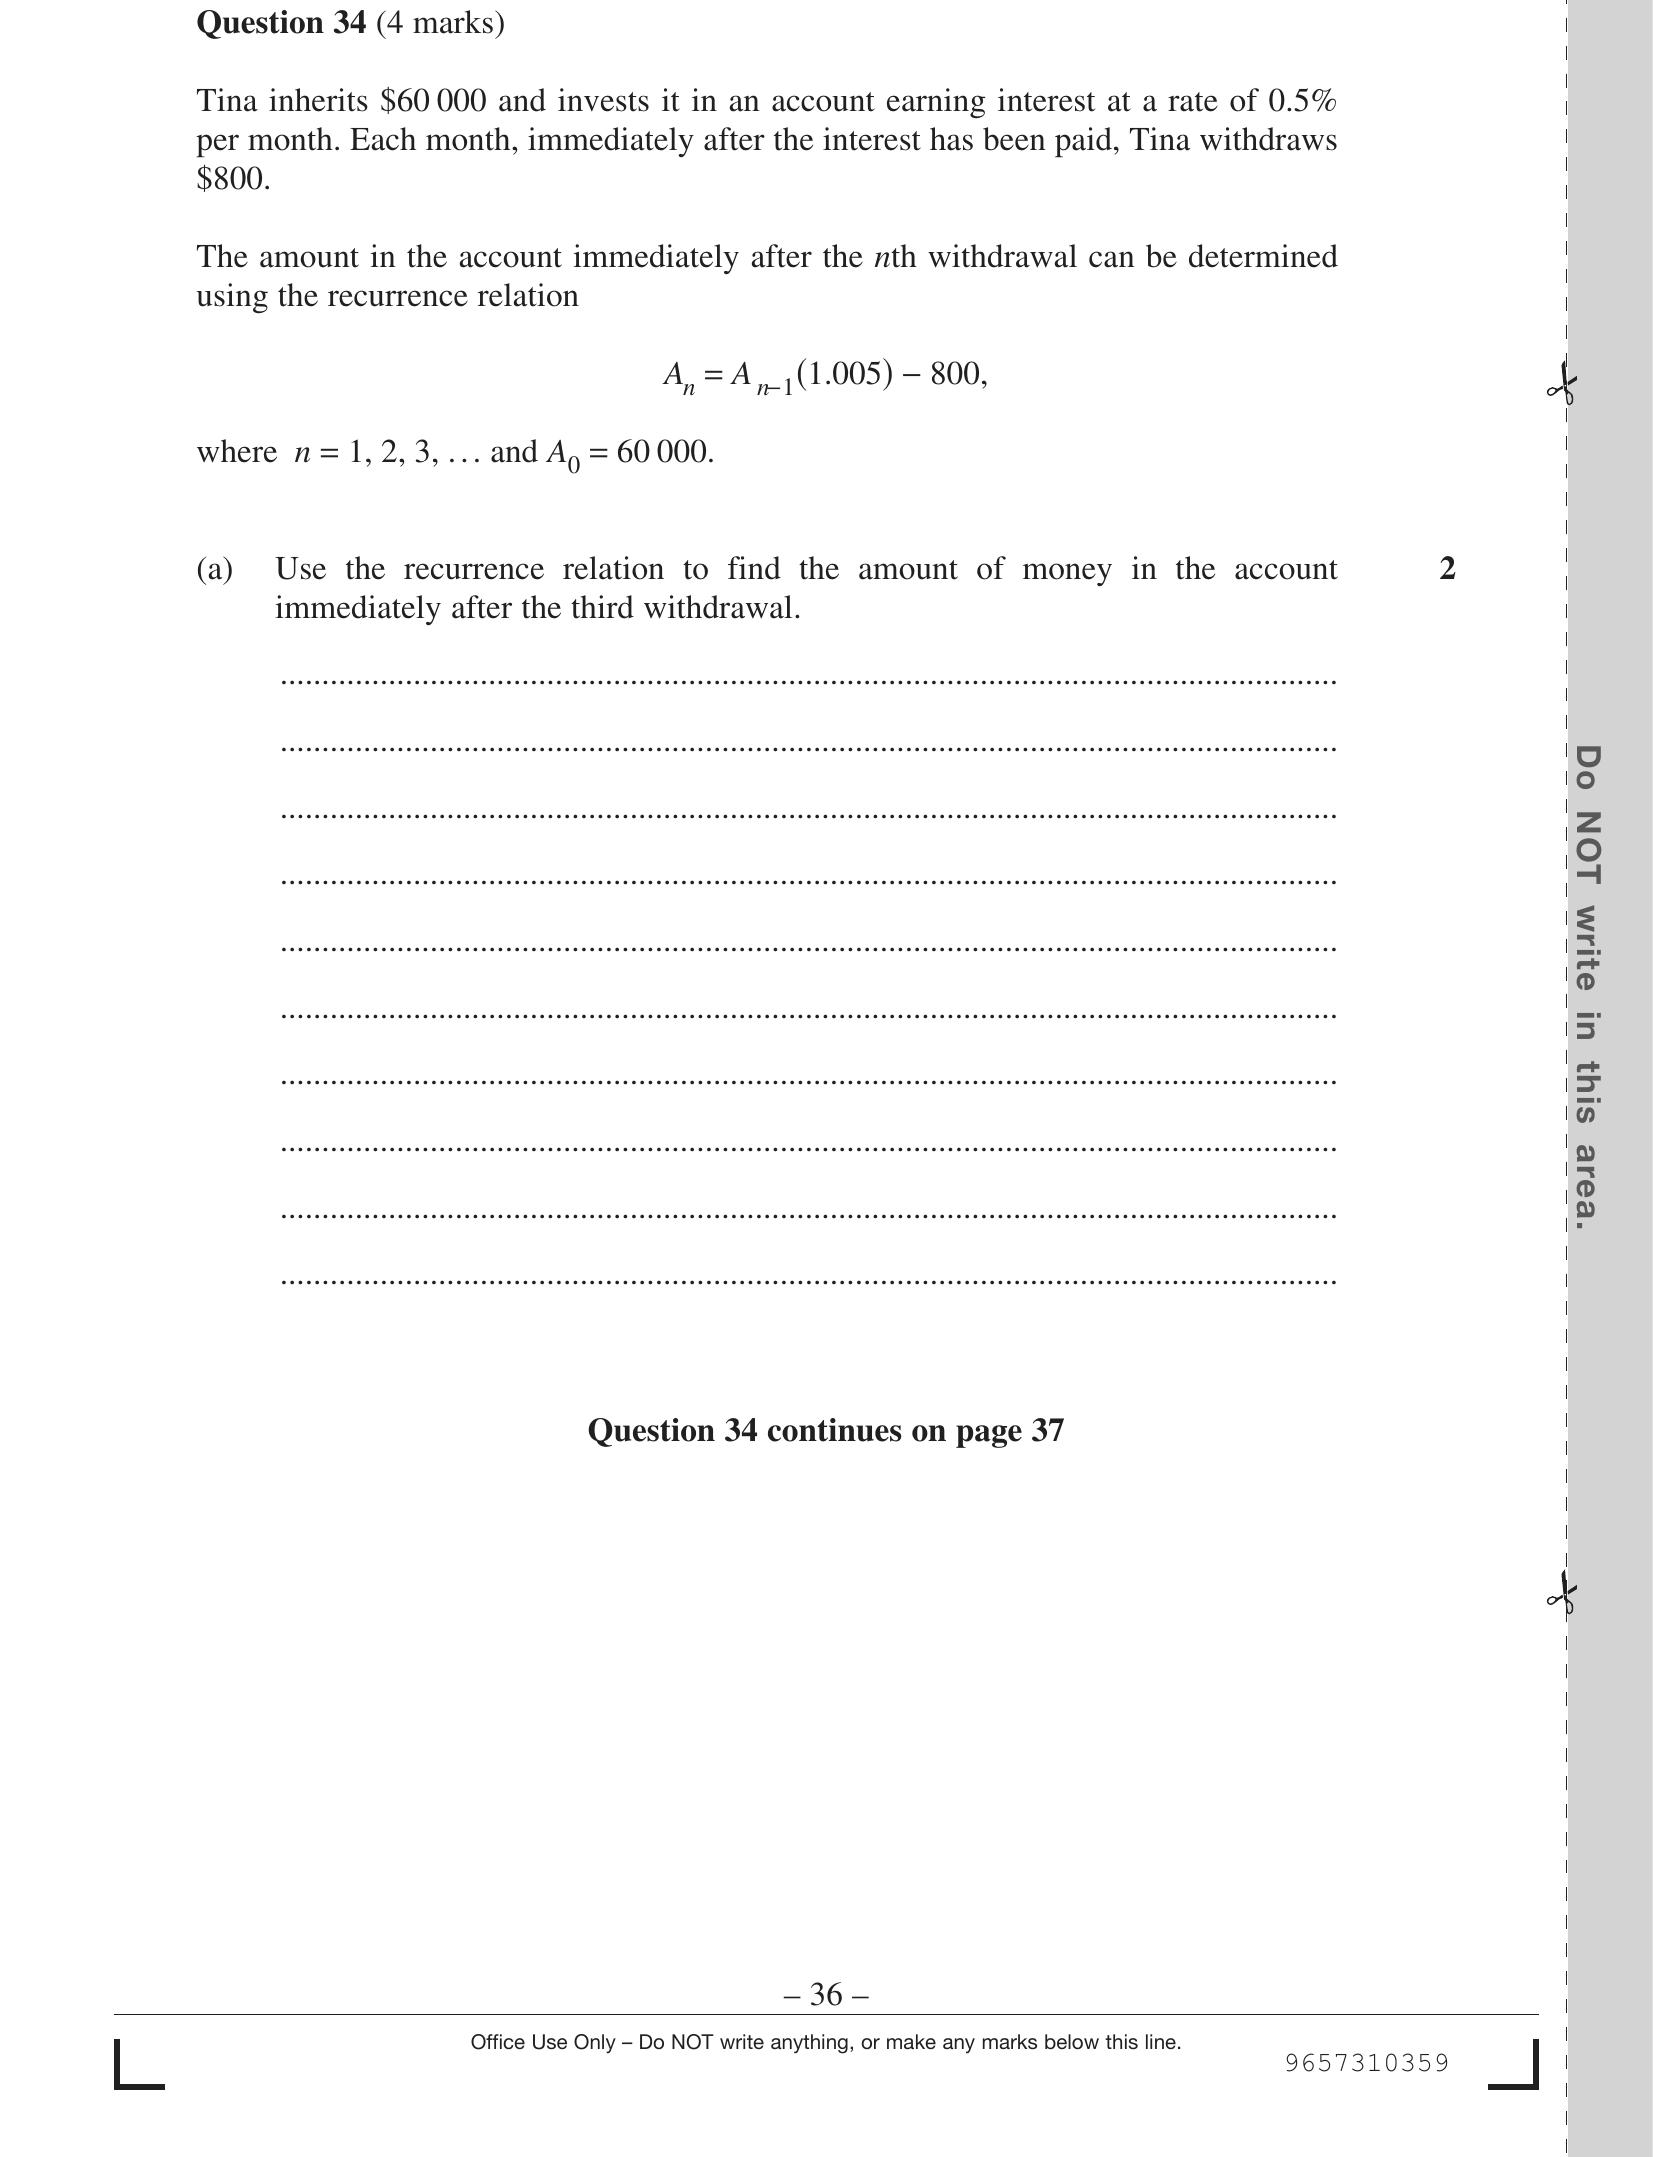 Question 34 (4 marks)
Tina inherits $60 000 and invests it in an account earning interest at a rate of 0.5%
per month. Each month, immediately after the interest has been paid, Tina withdraws
$800.
The amount in the account immediately after the nth withdrawal can be determined
using the recurrence relation
Aₙ = Aₙ₋₁(1.005) – 800,
where n = 1, 2, 3, … and A₀ = 60 000.
(a) Use the recurrence relation to find the amount of money in the account 2
immediately after the third withdrawal.
Question 34 continues on page 37
– 36 –
Office Use Only – Do NOT write anything, or make any marks below this line.
9657310359
Do NOT write in this area.